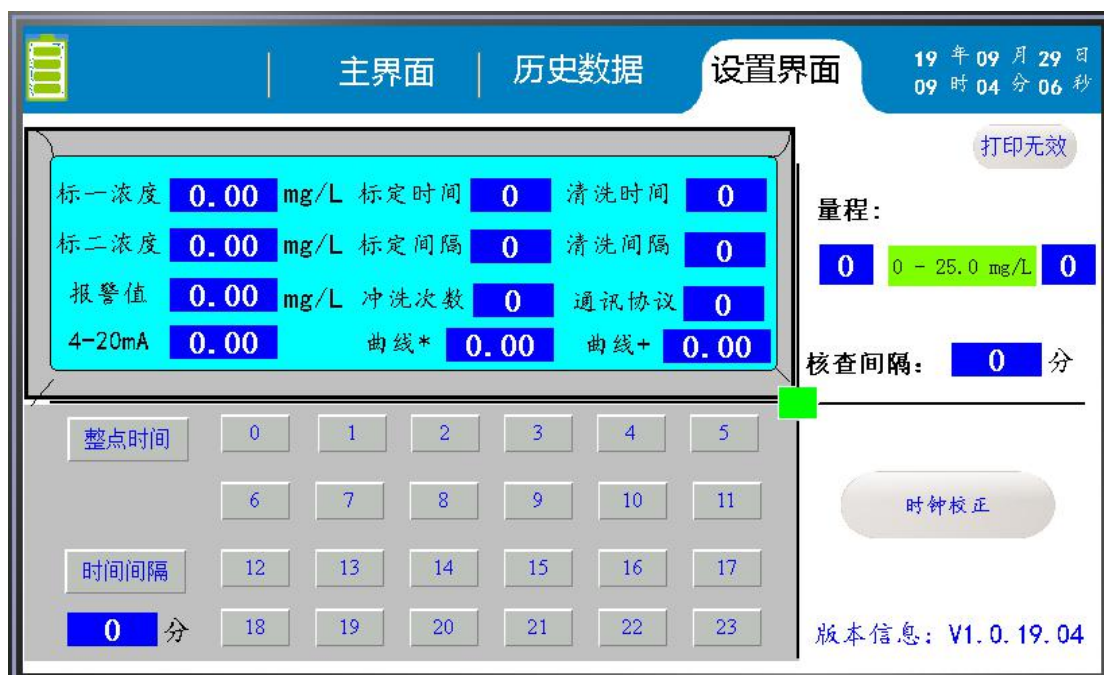 主界面 历史数据 设置界面 19 年 09 月 29 日
09 时 04 分 06 秒
打印无效
标一浓度 0.00 mg/L 标定时间 0 清洗时间 0
标二浓度 0.00 mg/L 标定间隔 0 清洗间隔 0
报警值 0.00 mg/L 冲洗次数 0 通讯协议 0
4-20mA 0.00 曲线* 0.00 曲线+ 0.00
量程:
0 0 - 25.0 mg/L 0
核查间隔: 0 分
整点时间 0 1 2 3 4 5
6 7 8 9 10 11
时间间隔 12 13 14 15 16 17
0 分 18 19 20 21 22 23
时钟校正
版本信息: V1.0.19.04